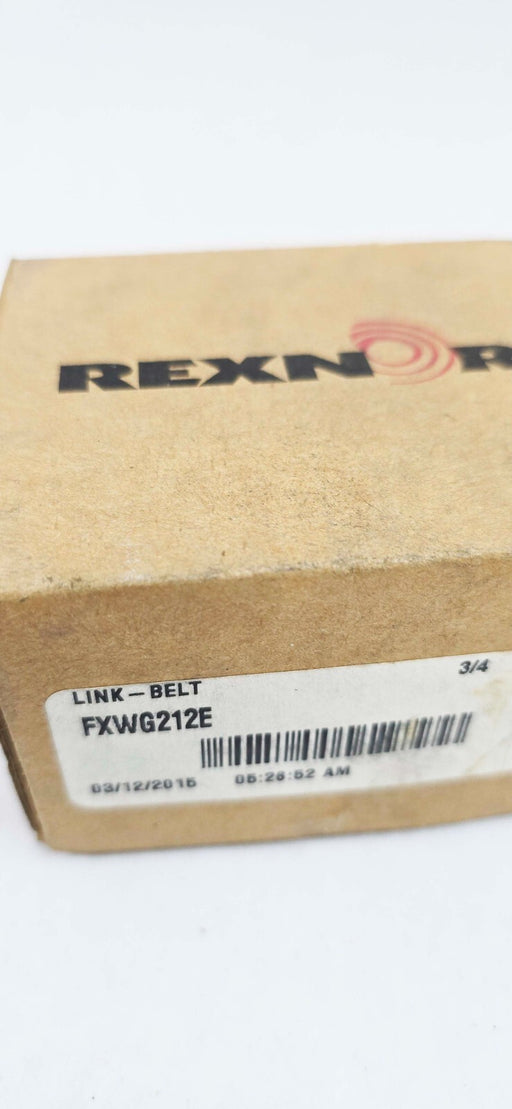 REXNOR
LINK-BELT
3/4
FXWG212E
03/12/2015 05:26:52 AM